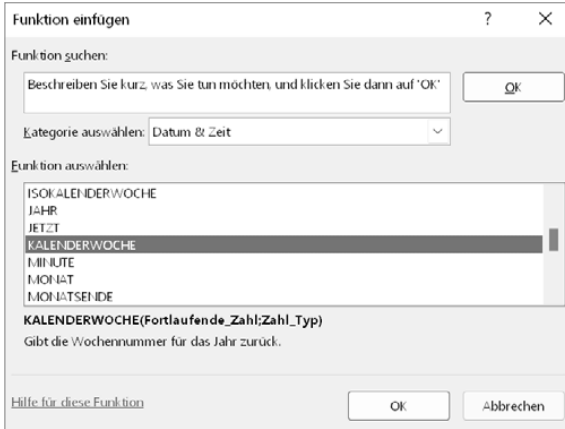 Funktion einfügen ? ×
Funktion suchen:
Beschreiben Sie kurz, was Sie tun möchten, und klicken Sie dann auf 'OK'
OK
Kategorie auswählen: Datum & Zeit
Funktion auswählen:
ISOKALENDERWOCHE
JAHR
JETZT
KALENDERWOCHE
MINUTE
MONAT
MONATSENDE
KALENDERWOCHE(Fortlaufende_Zahl;Zahl_Typ)
Gibt die Wochennummer für das Jahr zurück.
Hilfe für diese Funktion
OK
Abbrechen